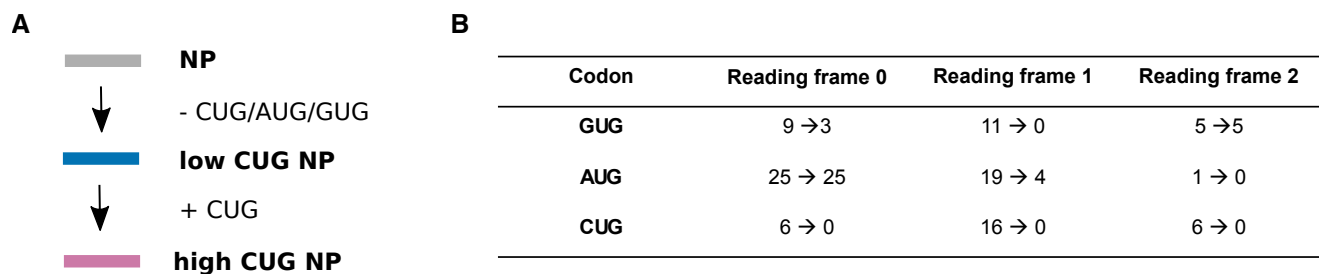 A
NP
- CUG/AUG/GUG
low CUG NP
+ CUG
high CUG NP
B
Codon Reading frame 0 Reading frame 1 Reading frame 2
GUG 9 →3 11 → 0 5 →5
AUG 25 → 25 19 → 4 1 → 0
CUG 6 → 0 16 → 0 6 → 0